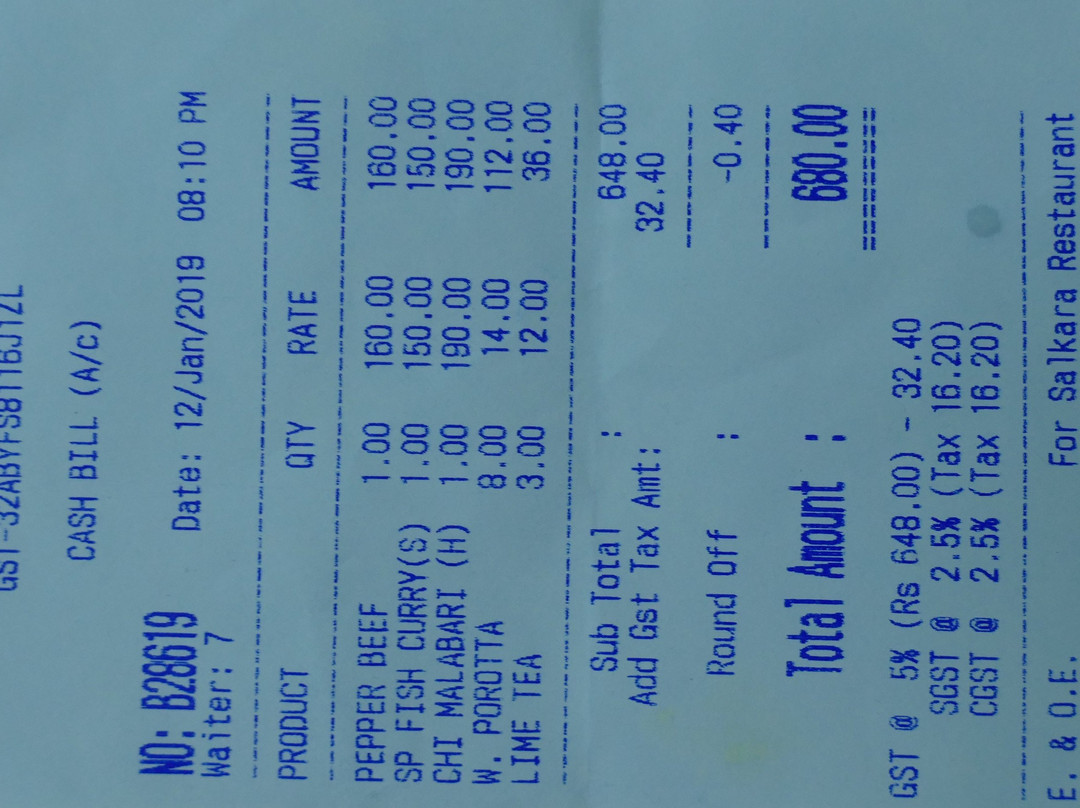 CASH BILL (A/c)
NO: B28619 Date: 12/Jan/2019 08:10 PM
Waiter: 7
PRODUCT QTY RATE AMOUNT
PEPPER BEEF 1.00 160.00 160.00
SP FISH CURRY(S) 1.00 150.00 150.00
CHI MALABARI (H) 1.00 190.00 190.00
W. POROTTA 8.00 14.00 112.00
LIME TEA 3.00 12.00 36.00
Sub Total : 648.00
Add Gst Tax Amt: 32.40
Round Off : -0.40
Total Amount : 680.00
GST @ 5% (Rs 648.00) - 32.40
SGST @ 2.5% (Tax 16.20)
CGST @ 2.5% (Tax 16.20)
E. & O.E. For Salkara Restaurant